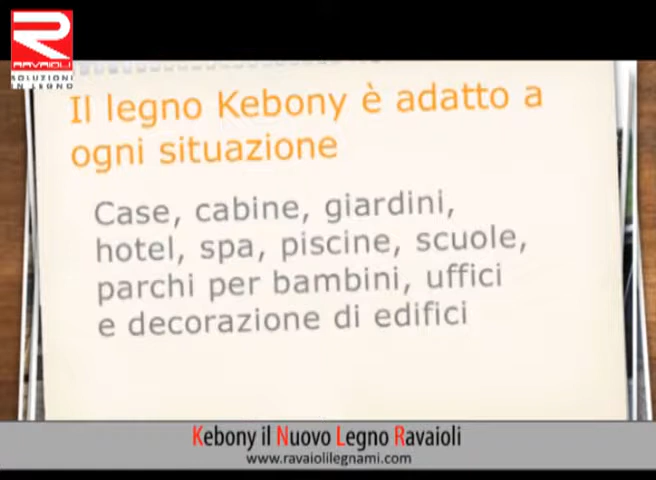 R
RAVAIOLI
SOLUZIONI
IN LEGNO
Il legno Kebony è adatto a
ogni situazione
Case, cabine, giardini,
hotel, spa, piscine, scuole,
parchi per bambini, uffici
e decorazione di edifici
Kebony il Nuovo Legno Ravaioli
www.ravaiolilegnami.com